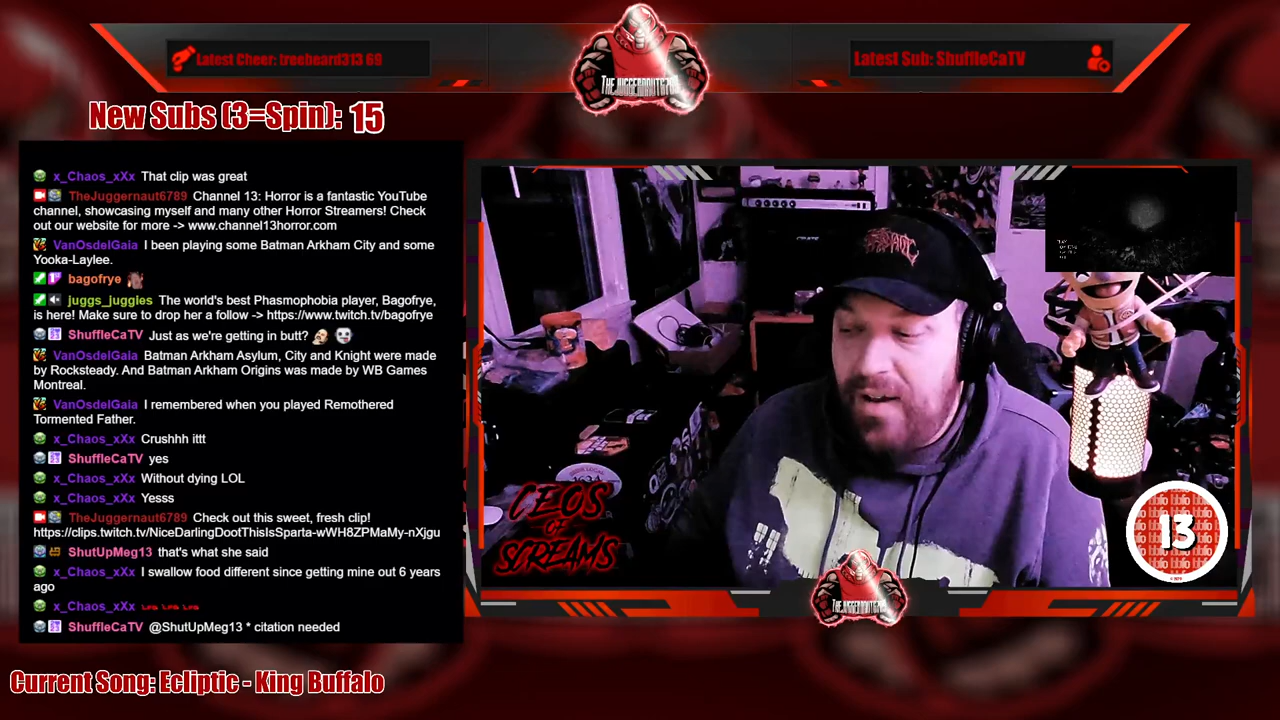 Latest Cheer: treebeard313 69
Latest Sub: ShuffleCaTV
New Subs (3=Spin): 15
x_Chaos_xXx That clip was great
TheJuggernaut6789 Channel 13: Horror is a fantastic YouTube
channel, showcasing myself and many other Horror Streamers! Check
out our website for more -> www.channel13horror.com
VanOsdelGaia I been playing some Batman Arkham City and some
Yooka-Laylee.
bagofrye
juggs_juggies The world's best Phasmophobia player, Bagofrye,
is here! Make sure to drop her a follow -> https://www.twitch.tv/bagofrye
ShuffleCaTV Just as we're getting in butt?
VanOsdelGaia Batman Arkham Asylum, City and Knight were made
by Rocksteady. And Batman Arkham Origins was made by WB Games
Montreal.
VanOsdelGaia I remembered when you played Remothered
Tormented Father.
x_Chaos_xXx Crushhh ittt
ShuffleCaTV yes
x_Chaos_xXx Without dying LOL
x_Chaos_xXx Yesss
TheJuggernaut6789 Check out this sweet, fresh clip!
https://clips.twitch.tv/NiceDarlingDootThisIsSparta-wWH8ZPMaMy-nXjgu
ShutUpMeg13 that's what she said
x_Chaos_xXx I swallow food different since getting mine out 6 years
ago
x_Chaos_xXx
ShuffleCaTV @ShutUpMeg13 * citation needed
CEOS
OF
SCREAMS
13
Current Song: Ecliptic - King Buffalo